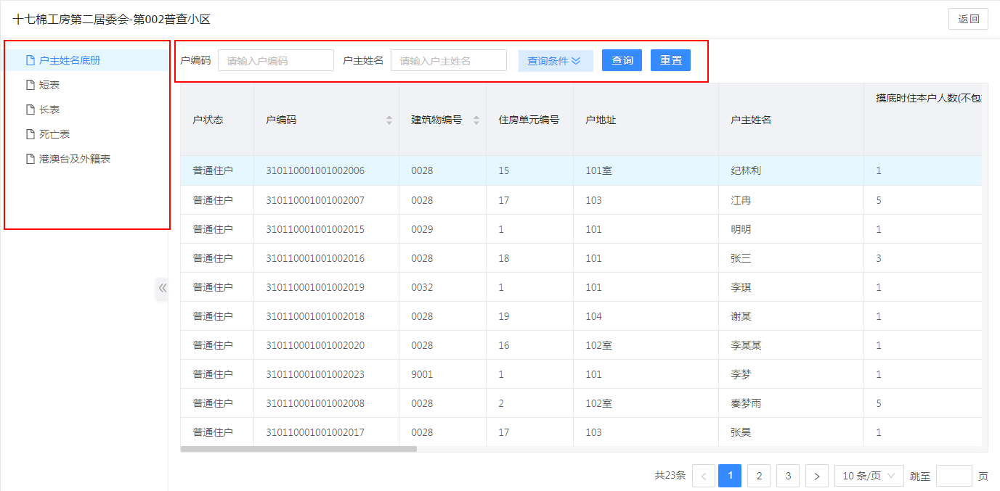 十七棉工房第二居委会-第002普查小区
返回
户主姓名底册
短表
长表
死亡表
港澳台及外籍表
户编码 请输入户编码 户主姓名 请输入户主姓名 查询条件 查询 重置
户状态 户编码 建筑物编号 住房单元编号 户地址 户主姓名 摸底时住本户人数(不包
普通住户 310110001001002006 0028 15 101室 纪林利 1
普通住户 310110001001002007 0028 17 103 江冉 5
普通住户 310110001001002015 0029 1 101 明明 1
普通住户 310110001001002016 0028 18 101 张三 3
普通住户 310110001001002019 0032 1 101 李琪 1
普通住户 310110001001002018 0028 19 104 谢某 1
普通住户 310110001001002020 0028 16 102室 李某某 1
普通住户 310110001001002023 9001 1 101 李梦 1
普通住户 310110001001002008 0028 2 102室 秦梦雨 5
普通住户 310110001001002017 0028 17 103 张昊 1
共23条 < 1 2 3 > 10 条/页 跳至 页